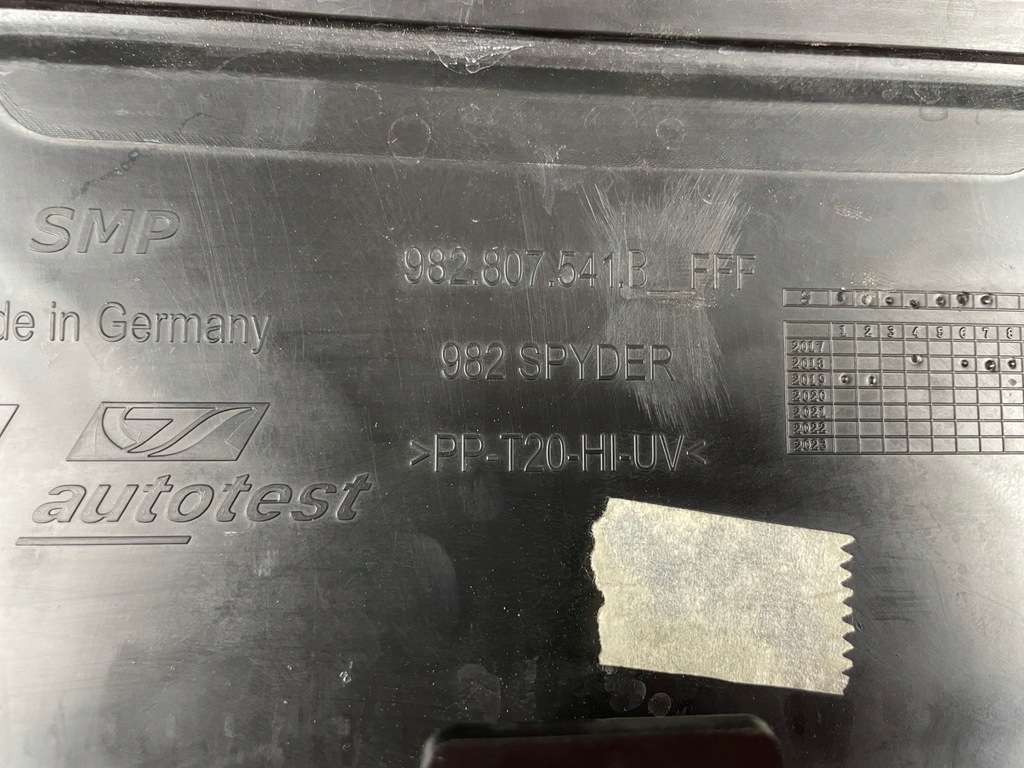 SMP
982.807.541.B__FFF
de in Germany
982 SPYDER
>PP-T20-HI-UV<
autotest
1 2 3 4 5 6 7 8
2017
2018
2019
2020
2021
2022
2023